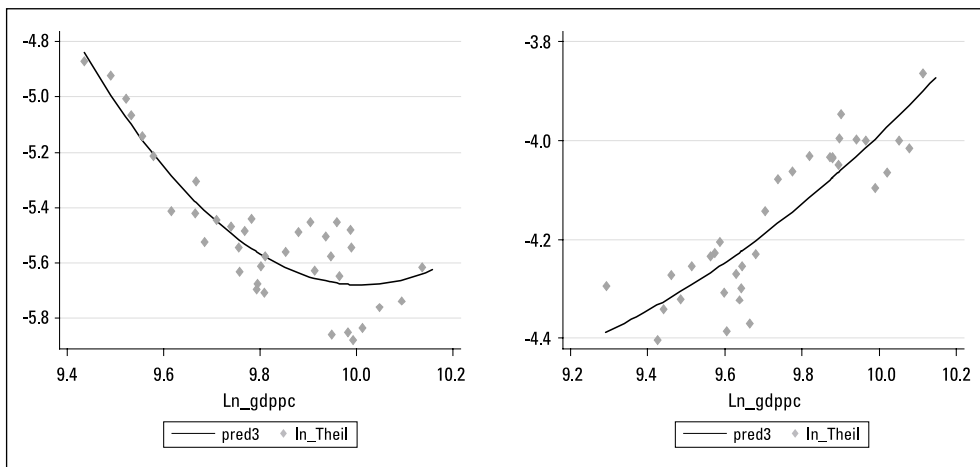 -4.8
-5.0
-5.2
-5.4
-5.6
-5.8
9.4 9.6 9.8 10.0 10.2
Ln_gdppc
pred3 ln_Theil
-3.8
-4.0
-4.2
-4.4
9.2 9.4 9.6 9.8 10.0 10.2
Ln_gdppc
pred3 ln_Theil